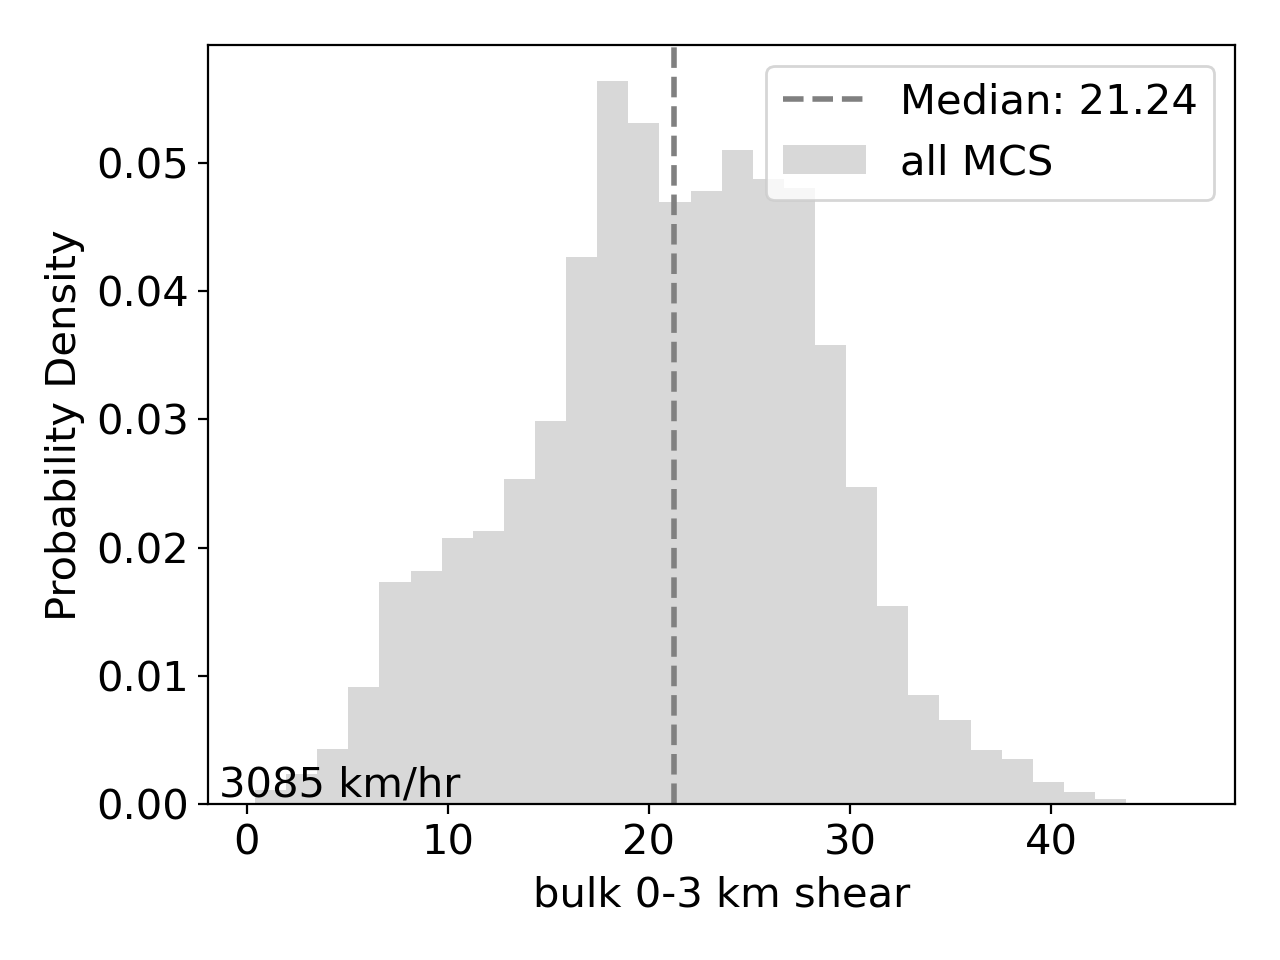 Median: 21.24
all MCS
0.05
0.04
0.03
0.02
0.01
0.00
Probability Density
3085 km/hr
0 10 20 30 40
bulk 0-3 km shear